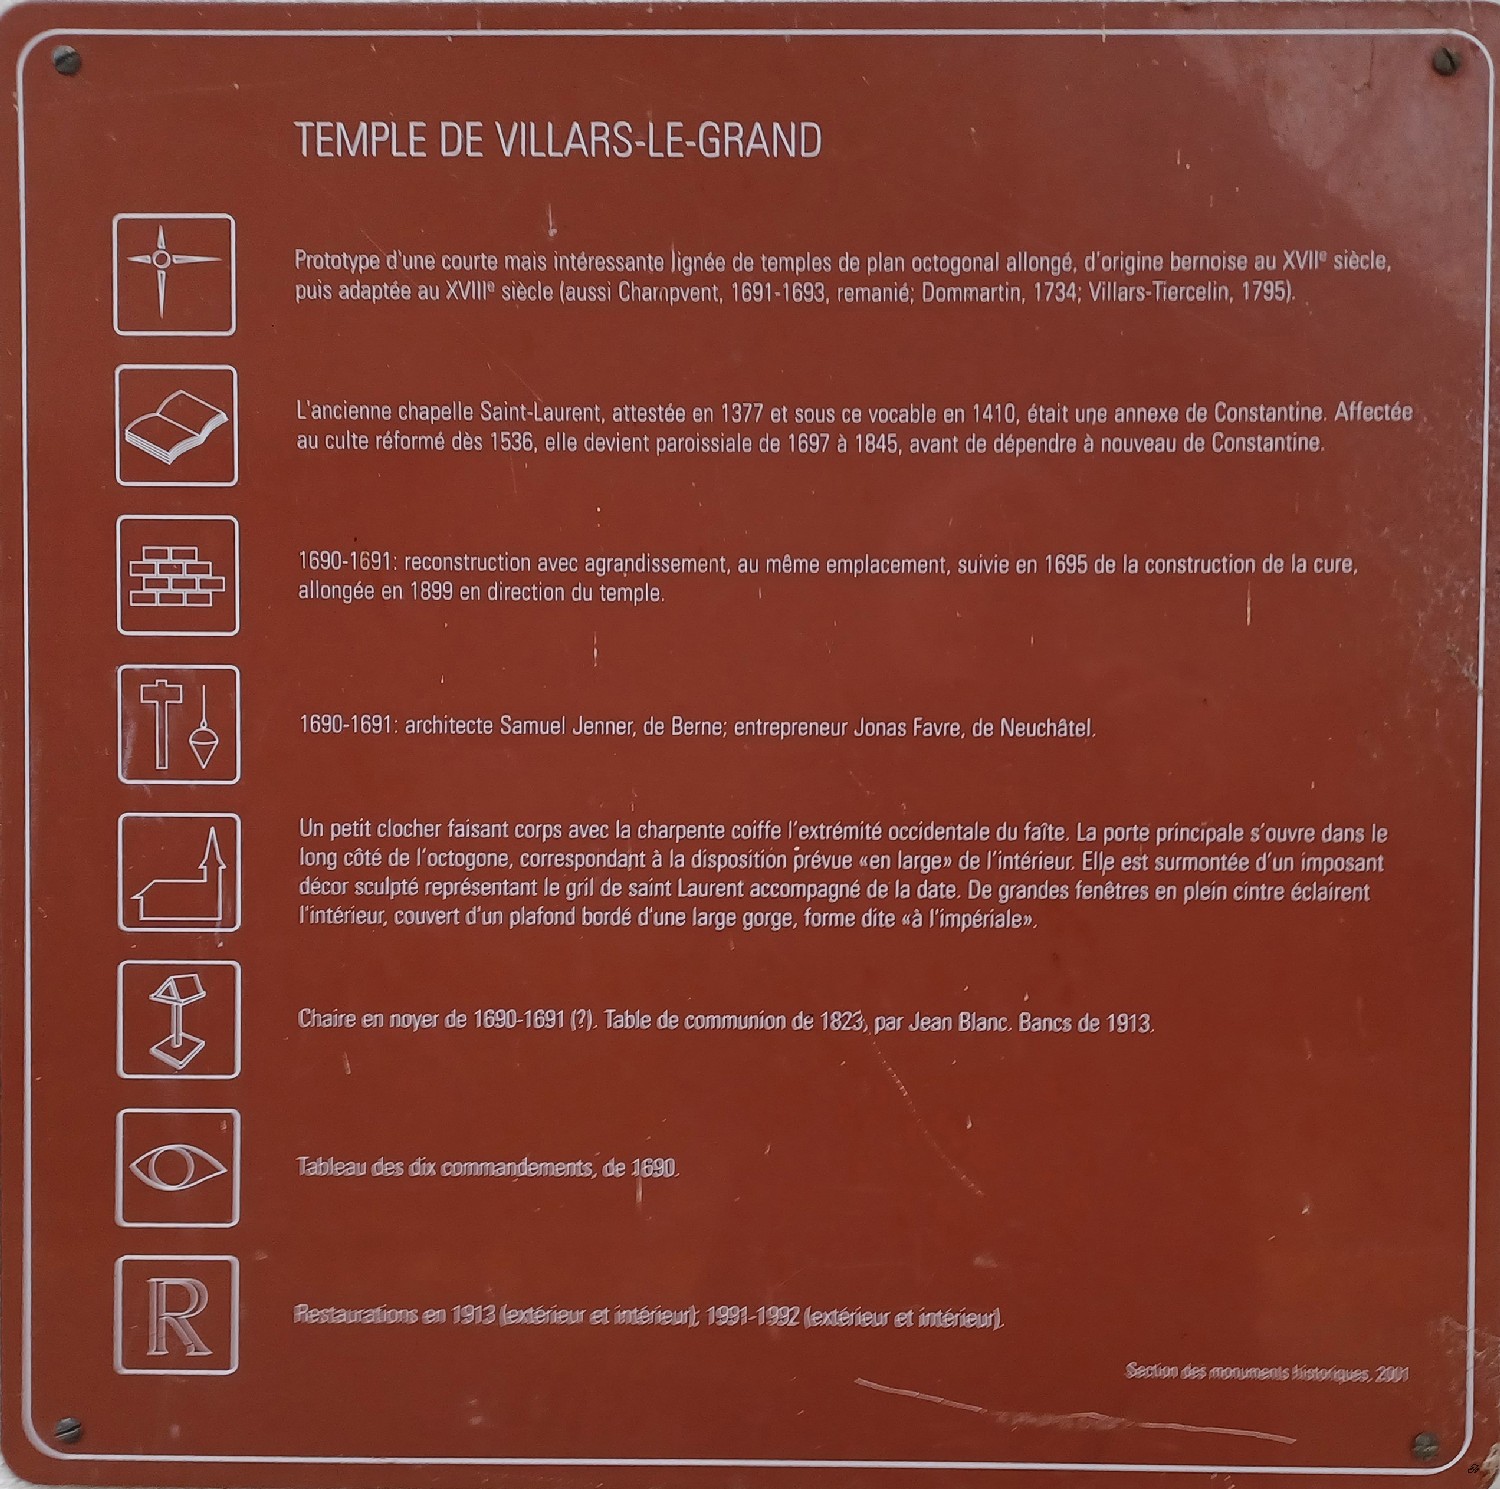 TEMPLE DE VILLARS-LE-GRAND
Prototype d'une courte mais intéressante lignée de temples de plan octogonal allongé, d'origine bernoise au XVIIe siècle,
puis adaptée au XVIIIe siècle (aussi Champvent, 1691-1693, remanié; Dommartin, 1734; Villars-Tiercelin, 1795).
L'ancienne chapelle Saint-Laurent, attestée en 1377 et sous ce vocable en 1410, était une annexe de Constantine. Affectée
au culte réformé dès 1536, elle devient paroissiale de 1697 à 1845, avant de dépendre à nouveau de Constantine.
1690-1691: reconstruction avec agrandissement, au même emplacement, suivie en 1695 de la construction de la cure,
allongée en 1899 en direction du temple.
1690-1691: architecte Samuel Jenner, de Berne; entrepreneur Jonas Favre, de Neuchâtel.
Un petit clocher faisant corps avec la charpente coiffe l'extrémité occidentale du faîte. La porte principale s'ouvre dans le
long côté de l'octogone, correspondant à la disposition prévue «en large» de l'intérieur. Elle est surmontée d'un imposant
décor sculpté représentant le gril de saint Laurent accompagné de la date. De grandes fenêtres en plein cintre éclairent
l'intérieur, couvert d'un plafond bordé d'une large gorge, forme dite «à l'impériale».
Chaire en noyer de 1690-1691 (?). Table de communion de 1823, par Jean Blanc. Bancs de 1913.
Tableau des dix commandements, de 1690.
R
Restaurations en 1913 (extérieur et intérieur); 1991-1992 (extérieur et intérieur).
Section des monuments historiques, 2001